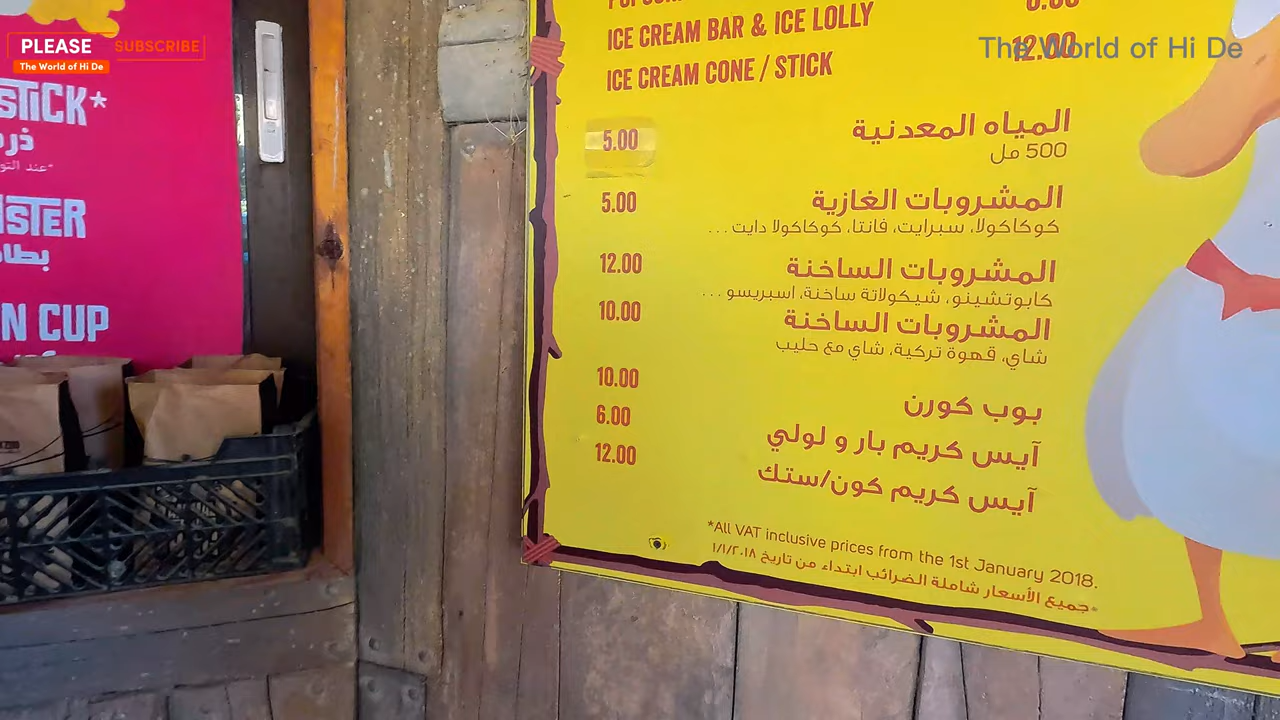 PLEASE SUBSCRIBE
The World of Hi De
The World of Hi De
STICK*
*عند
STER
N CUP
ICE CREAM BAR & ICE LOLLY
12.00
ICE CREAM CONE / STICK
5.00 المياه المعدنية
500 مل
5.00 المشروبات الغازية
كوكاكولا، سبرايت، فانتا، كوكاكولا دايت ...
12.00 المشروبات الساخنة
كابوتشينو، شيكولاتة ساخنة، اسبريسو ...
10.00 المشروبات الساخنة
شاي، قهوة تركية، شاي مع حليب
10.00 بوب كورن
6.00 آيس كريم بار و لولي
12.00 آيس كريم كون/ستك
*All VAT inclusive prices from the 1st January 2018.
*جميع الأسعار شاملة الضرائب ابتداء من تاريخ ١/١/٢٠١٨